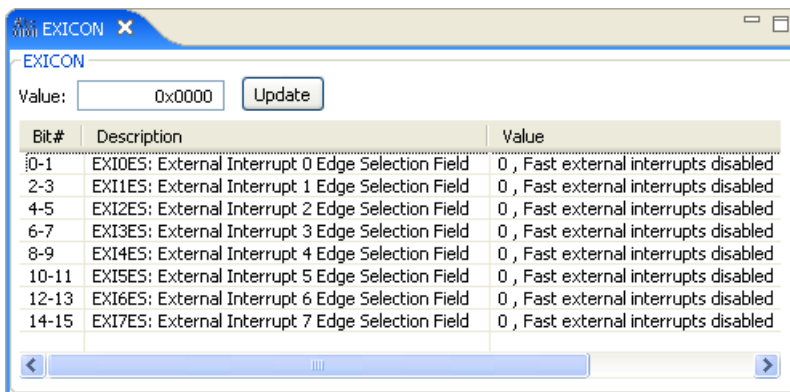 EXICON
EXICON
Value: 0x0000 Update
Bit# Description Value
0-1 EXI0ES: External Interrupt 0 Edge Selection Field 0 , Fast external interrupts disabled
2-3 EXI1ES: External Interrupt 1 Edge Selection Field 0 , Fast external interrupts disabled
4-5 EXI2ES: External Interrupt 2 Edge Selection Field 0 , Fast external interrupts disabled
6-7 EXI3ES: External Interrupt 3 Edge Selection Field 0 , Fast external interrupts disabled
8-9 EXI4ES: External Interrupt 4 Edge Selection Field 0 , Fast external interrupts disabled
10-11 EXI5ES: External Interrupt 5 Edge Selection Field 0 , Fast external interrupts disabled
12-13 EXI6ES: External Interrupt 6 Edge Selection Field 0 , Fast external interrupts disabled
14-15 EXI7ES: External Interrupt 7 Edge Selection Field 0 , Fast external interrupts disabled